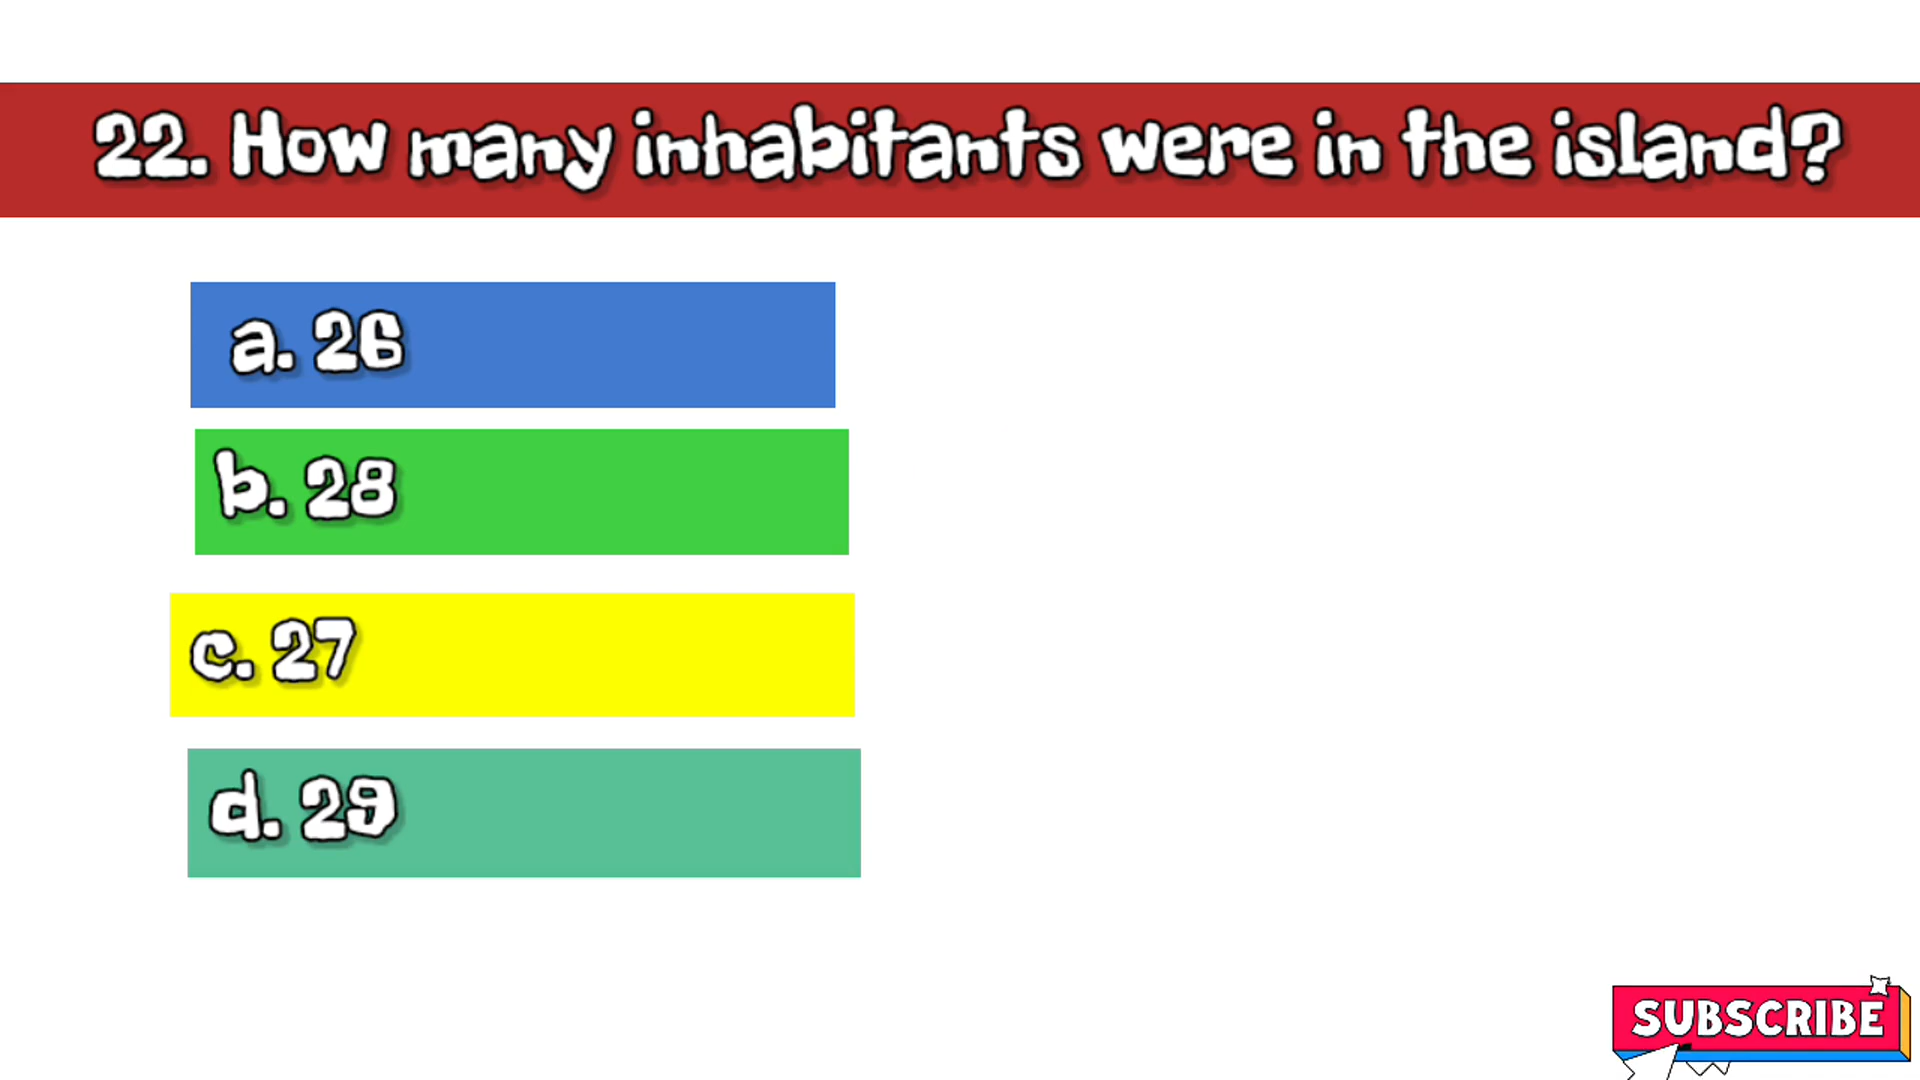 22. How many inhabitants were in the island?
a. 26
b. 28
c. 27
d. 29
SUBSCRIBE